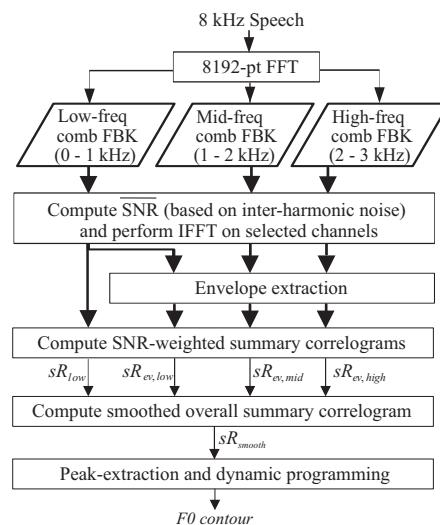 8 kHz Speech
8192-pt FFT
Low-freq
comb FBK
(0 - 1 kHz)
Mid-freq
comb FBK
(1 - 2 kHz)
High-freq
comb FBK
(2 - 3 kHz)
Compute S̅N̅R̅ (based on inter-harmonic noise)
and perform IFFT on selected channels
Envelope extraction
Compute SNR-weighted summary correlograms
sR_low sR_ev,low sR_ev,mid sR_ev,high
Compute smoothed overall summary correlogram
sR_smooth
Peak-extraction and dynamic programming
F0 contour